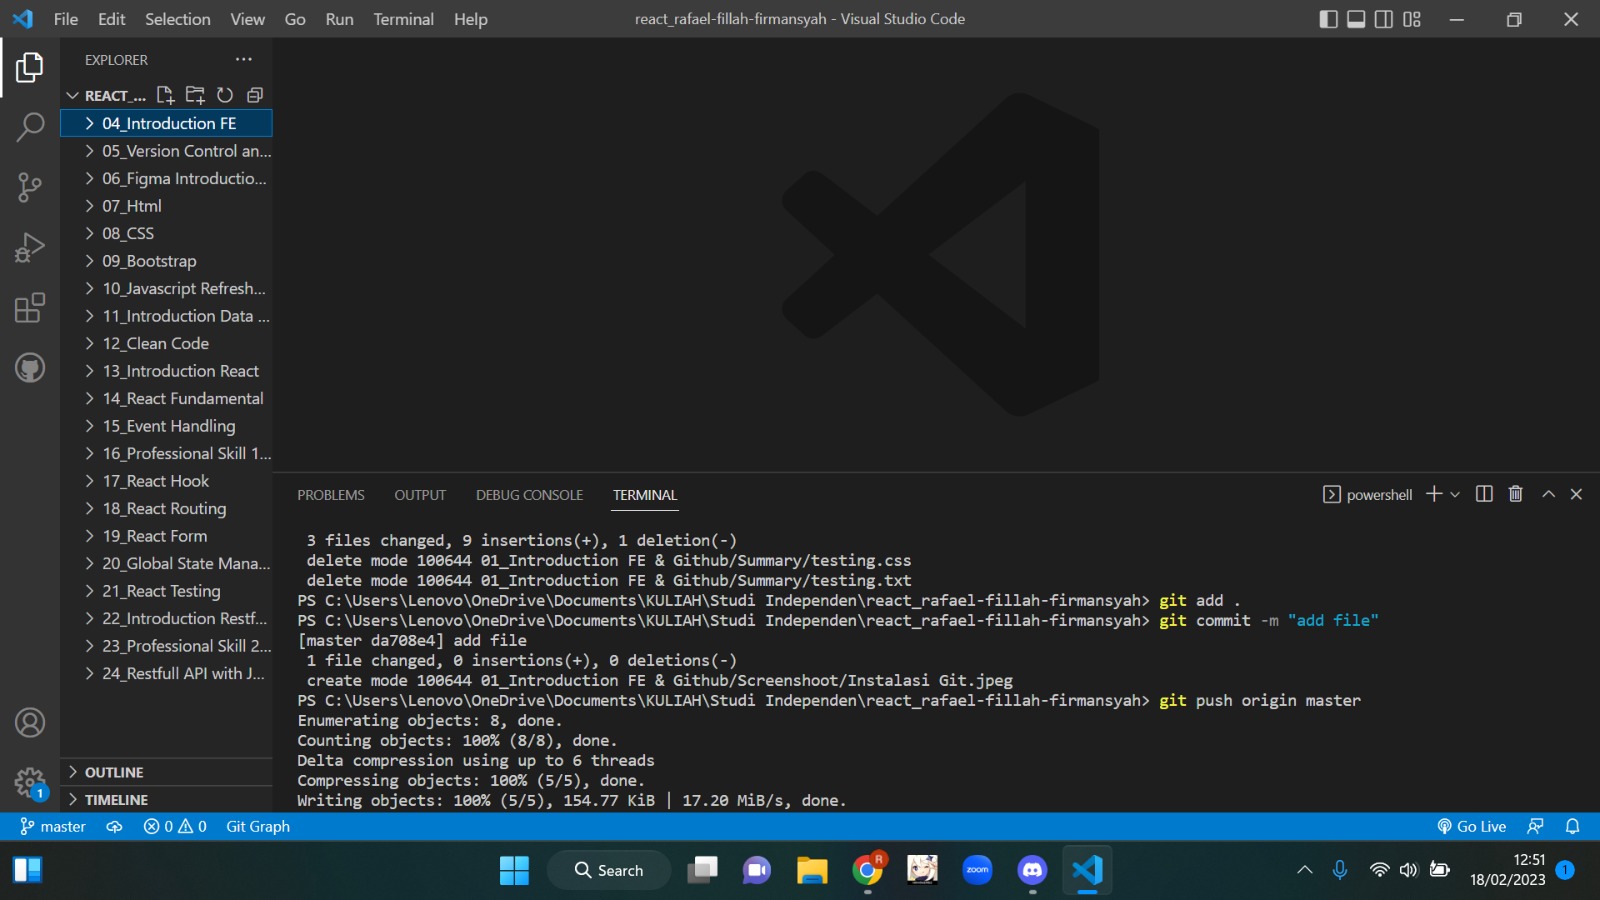 File Edit Selection View Go Run Terminal Help
react_rafael-fillah-firmansyah - Visual Studio Code
EXPLORER ...
REACT_...
04_Introduction FE
05_Version Control an...
06_Figma Introductio...
07_Html
08_CSS
09_Bootstrap
10_Javascript Refresh...
11_Introduction Data ...
12_Clean Code
13_Introduction React
14_React Fundamental
15_Event Handling
16_Professional Skill 1...
17_React Hook
18_React Routing
19_React Form
20_Global State Mana...
21_React Testing
22_Introduction Restf...
23_Professional Skill 2...
24_Restfull API with J...
OUTLINE
TIMELINE
1
PROBLEMS OUTPUT DEBUG CONSOLE TERMINAL
powershell
3 files changed, 9 insertions(+), 1 deletion(-)
delete mode 100644 01_Introduction FE & Github/Summary/testing.css
delete mode 100644 01_Introduction FE & Github/Summary/testing.txt
PS C:\Users\Lenovo\OneDrive\Documents\KULIAH\Studi Independen\react_rafael-fillah-firmansyah> git add .
PS C:\Users\Lenovo\OneDrive\Documents\KULIAH\Studi Independen\react_rafael-fillah-firmansyah> git commit -m "add file"
[master da708e4] add file
1 file changed, 0 insertions(+), 0 deletions(-)
create mode 100644 01_Introduction FE & Github/Screenshoot/Instalasi Git.jpeg
PS C:\Users\Lenovo\OneDrive\Documents\KULIAH\Studi Independen\react_rafael-fillah-firmansyah> git push origin master
Enumerating objects: 8, done.
Counting objects: 100% (8/8), done.
Delta compression using up to 6 threads
Compressing objects: 100% (5/5), done.
Writing objects: 100% (5/5), 154.77 KiB | 17.20 MiB/s, done.
master 0 0 Git Graph
Go Live
Search
R
zoom
12:51
18/02/2023
1